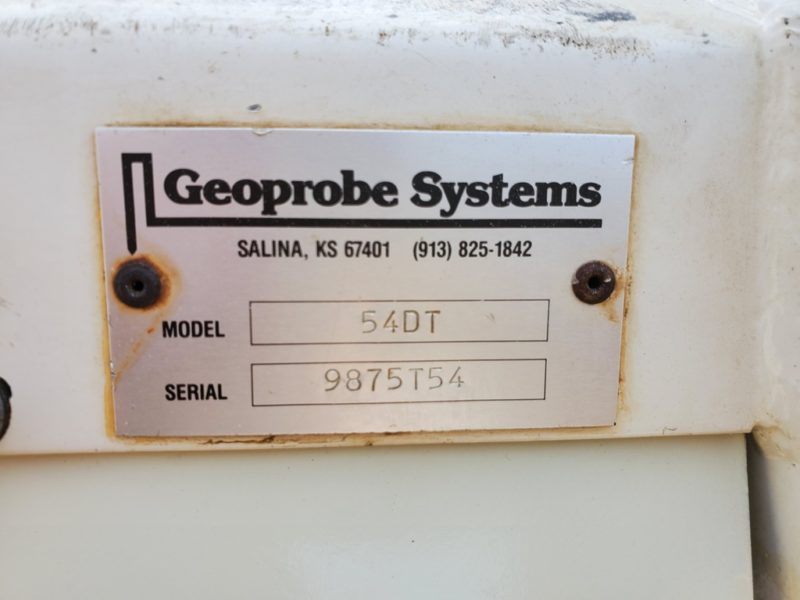 Geoprobe Systems
SALINA, KS 67401 (913) 825-1842
MODEL 54DT
SERIAL 9875T54